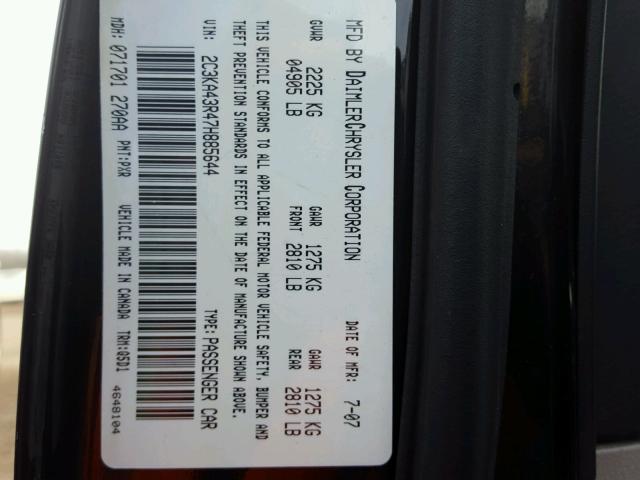 MFD BY DAIMLERCHRYSLER CORPORATION DATE OF MFR: 7-07
GVWR 2225 KG GAWR 1275 KG GAWR 1275 KG
04905 LB FRONT 2810 LB REAR 2810 LB
THIS VEHICLE CONFORMS TO ALL APPLICABLE FEDERAL MOTOR VEHICLE SAFETY, BUMPER AND
THEFT PREVENTION STANDARDS IN EFFECT ON THE DATE OF MANUFACTURE SHOWN ABOVE.
2C3KA43R47H885644 TYPE: PASSENGER CAR
MDH: 071701 270AA PNT: PXR VEHICLE MADE IN CANADA TRM: 05D1
4648104